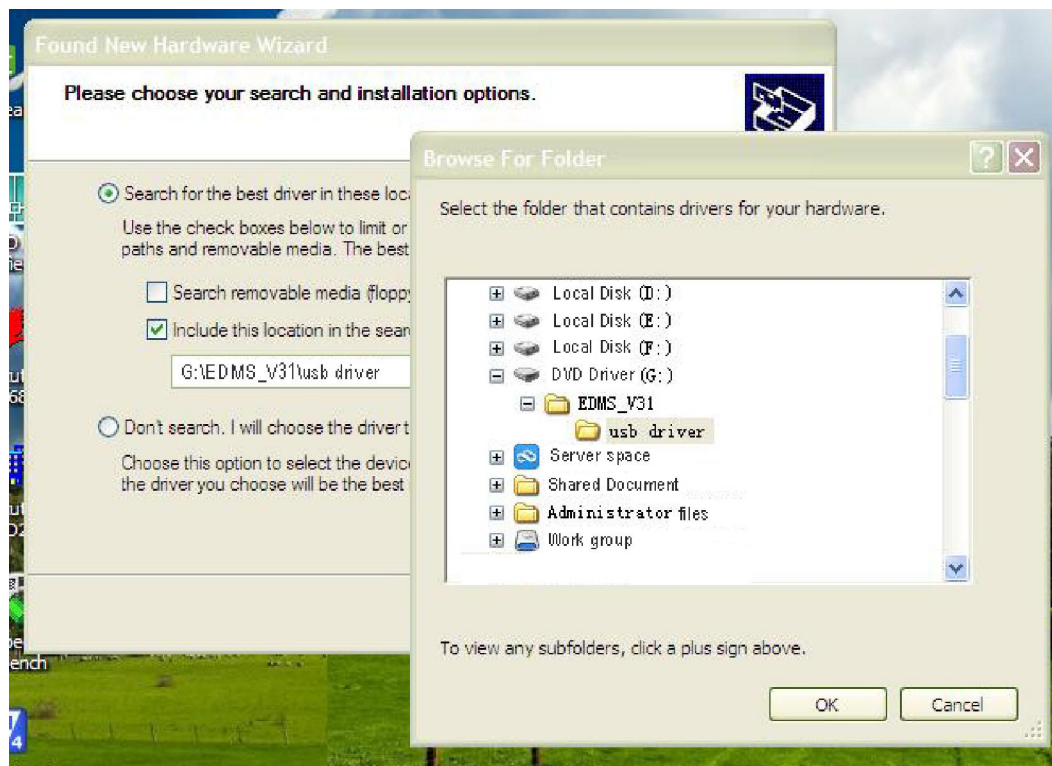 Found New Hardware Wizard
Please choose your search and installation options.
Search for the best driver in these loca
Use the check boxes below to limit or
paths and removable media. The best
Search removable media (floppy
Include this location in the sear
G:\EDMS_V31\usb driver
Don't search. I will choose the driver t
Choose this option to select the device
the driver you choose will be the best
Browse For Folder
Select the folder that contains drivers for your hardware.
Local Disk (D:)
Local Disk (E:)
Local Disk (F:)
DVD Driver (G:)
EDMS_V31
usb driver
Server space
Shared Document
Administrator files
Work group
To view any subfolders, click a plus sign above.
OK
Cancel